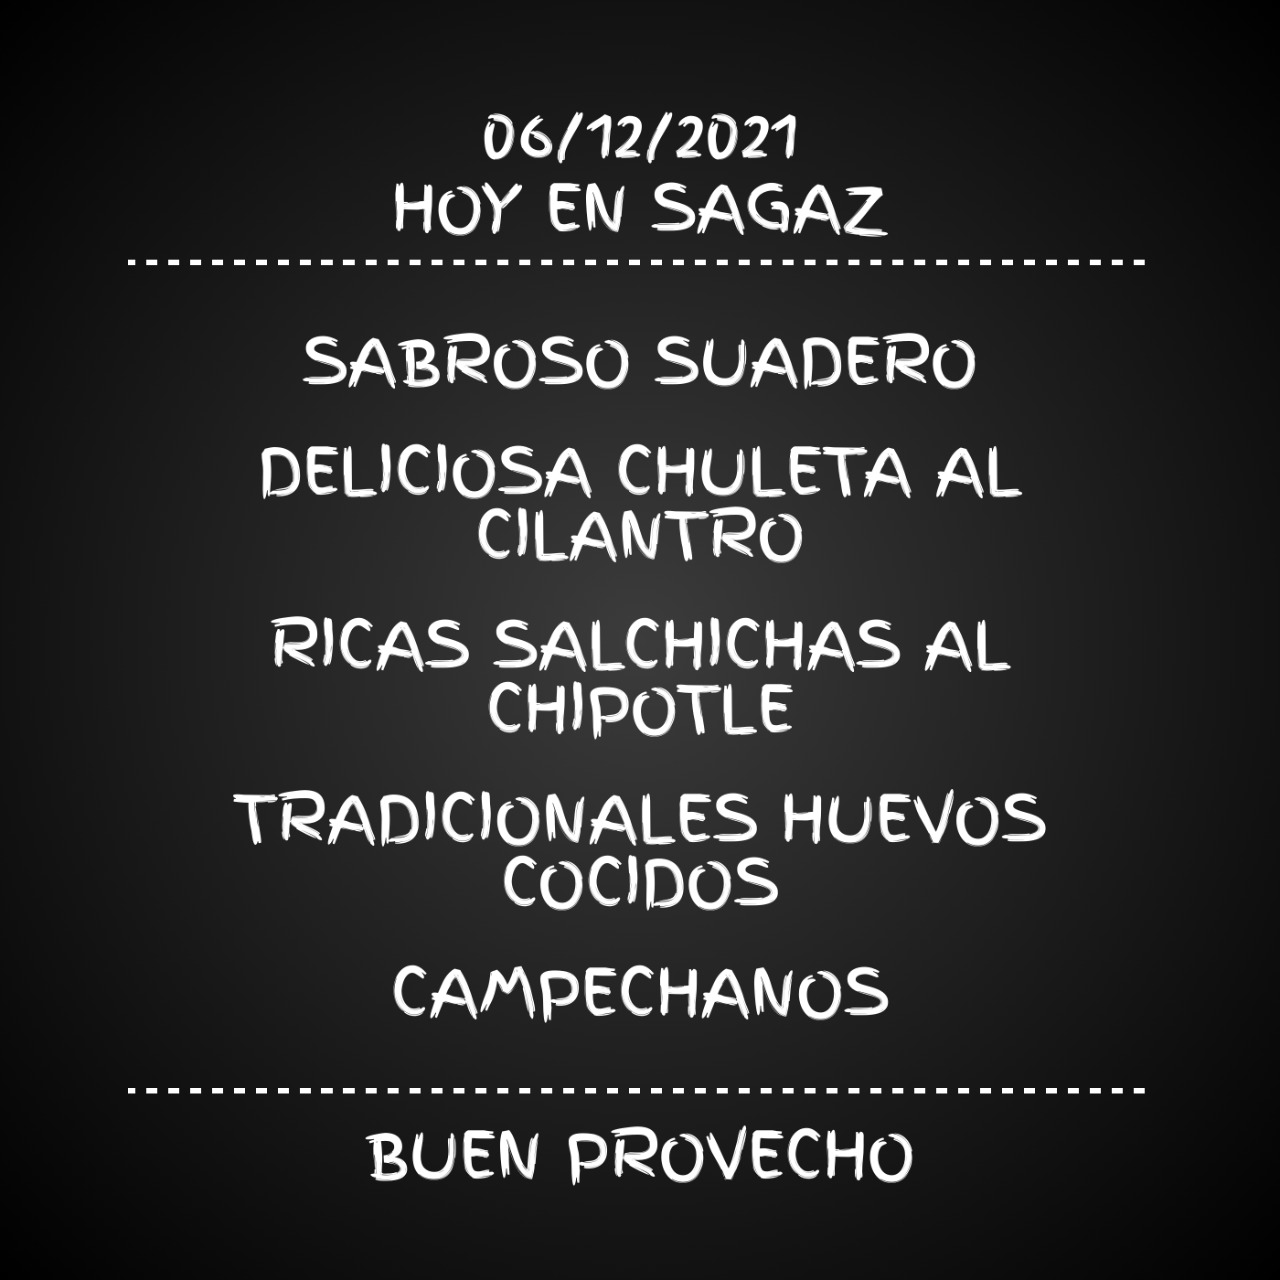 06/12/2021
HOY EN SAGAZ
SABROSO SUADERO
DELICIOSA CHULETA AL
CILANTRO
RICAS SALCHICHAS AL
CHIPOTLE
TRADICIONALES HUEVOS
COCIDOS
CAMPECHANOS
BUEN PROVECHO